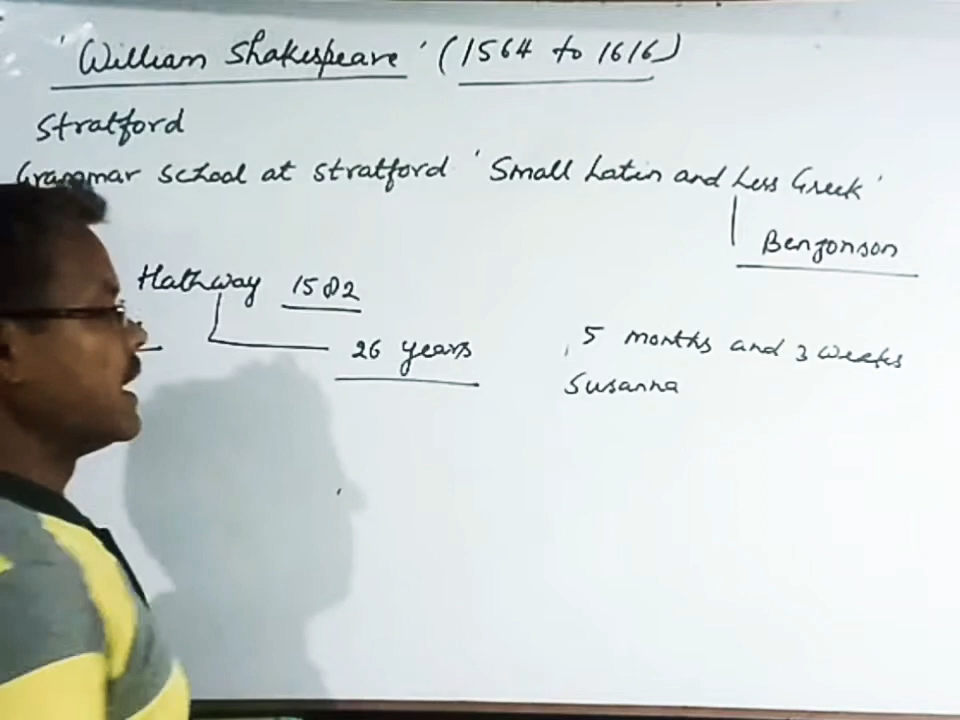 'William Shakespeare' (1564 to 1616)
Stratford
Grammar School at Stratford 'Small Latin and Less Greek'
Benjonson
Hathway 1582
26 years
5 months and 3 weeks
Susanna